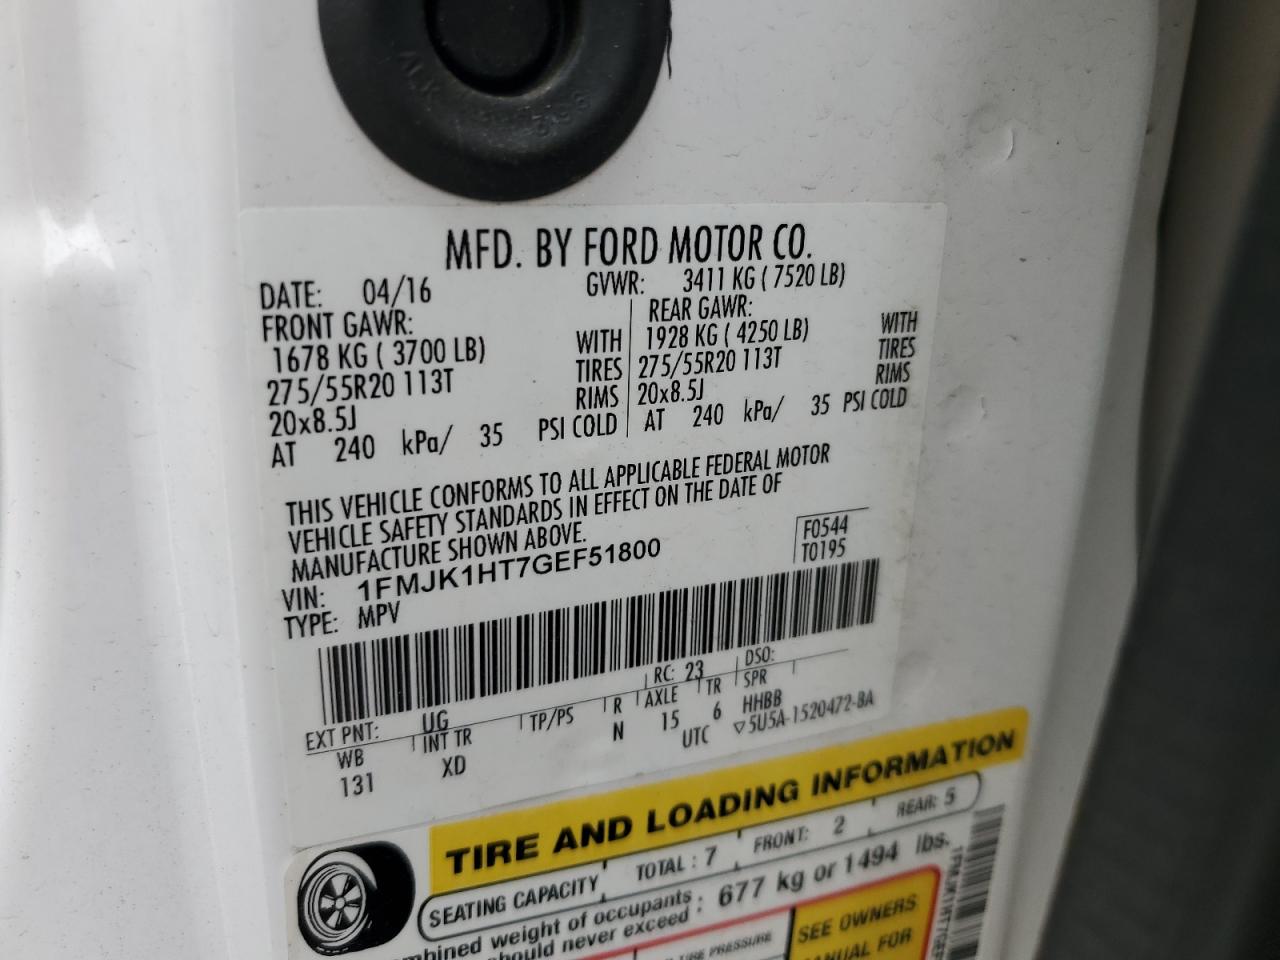 ALK 398
MFD. BY FORD MOTOR CO.
DATE: 04/16 GVWR: 3411 KG ( 7520 LB)
FRONT GAWR: REAR GAWR:
1678 KG ( 3700 LB) WITH 1928 KG ( 4250 LB) WITH
275/55R20 113T TIRES 275/55R20 113T TIRES
20x8.5J RIMS 20x8.5J RIMS
AT 240 kPa/ 35 PSI COLD AT 240 kPa/ 35 PSI COLD
THIS VEHICLE CONFORMS TO ALL APPLICABLE FEDERAL MOTOR
VEHICLE SAFETY STANDARDS IN EFFECT ON THE DATE OF
MANUFACTURE SHOWN ABOVE.
F0544
T0195
VIN: 1FMJK1HT7GEF51800
TYPE: MPV
EXT PNT: UG RC: 23 DSO:
WB INT TR TP/PS R AXLE TR SPR
131 XD N 15 6 HHBB
UTC ▽5U5A-1520472-BA
TIRE AND LOADING INFORMATION
SEATING CAPACITY TOTAL : 7 FRONT: 2 REAR: 5
mbined weight of occupants : 677 kg or 1494 lbs.
hould never exceed
TIRE PRESSURE
SEE OWNERS
MANUAL FOR
1FMJK1HT7GEF